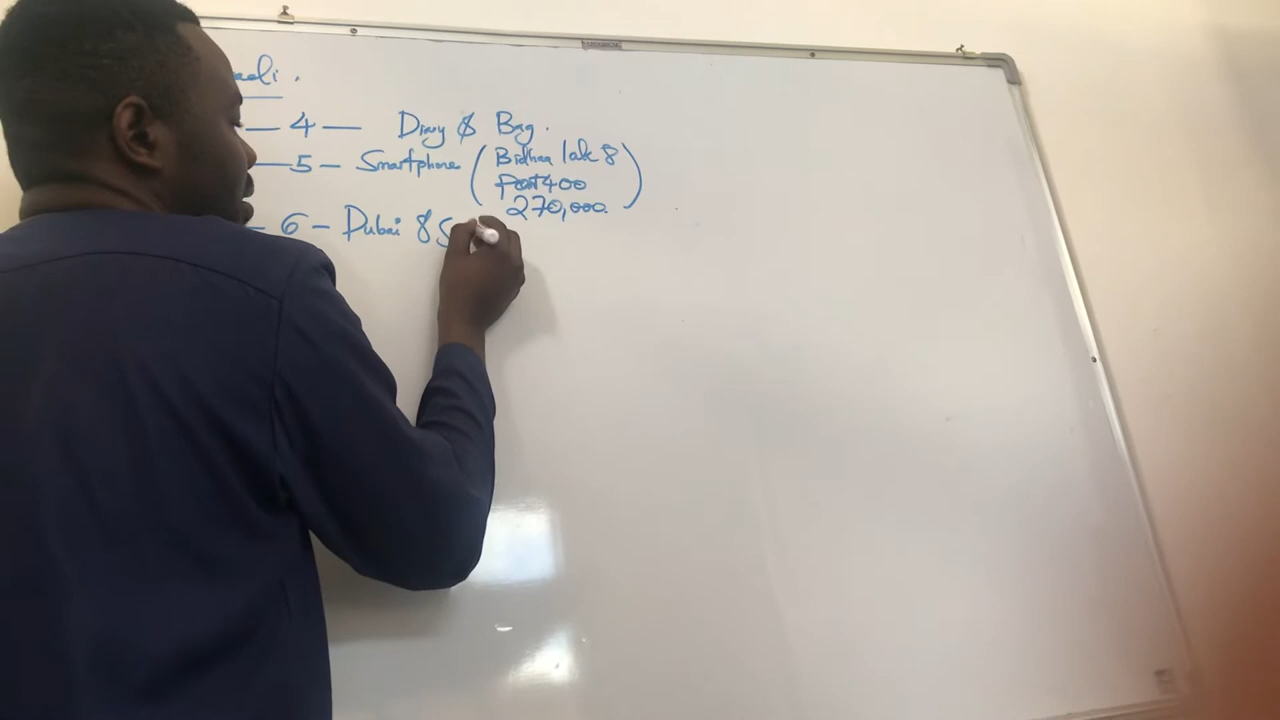 — 4 — Diary & Bag.
— 5 — Smartphone ( Bidhaa lak 8
400
270,000. )
— 6 — Dubai 8